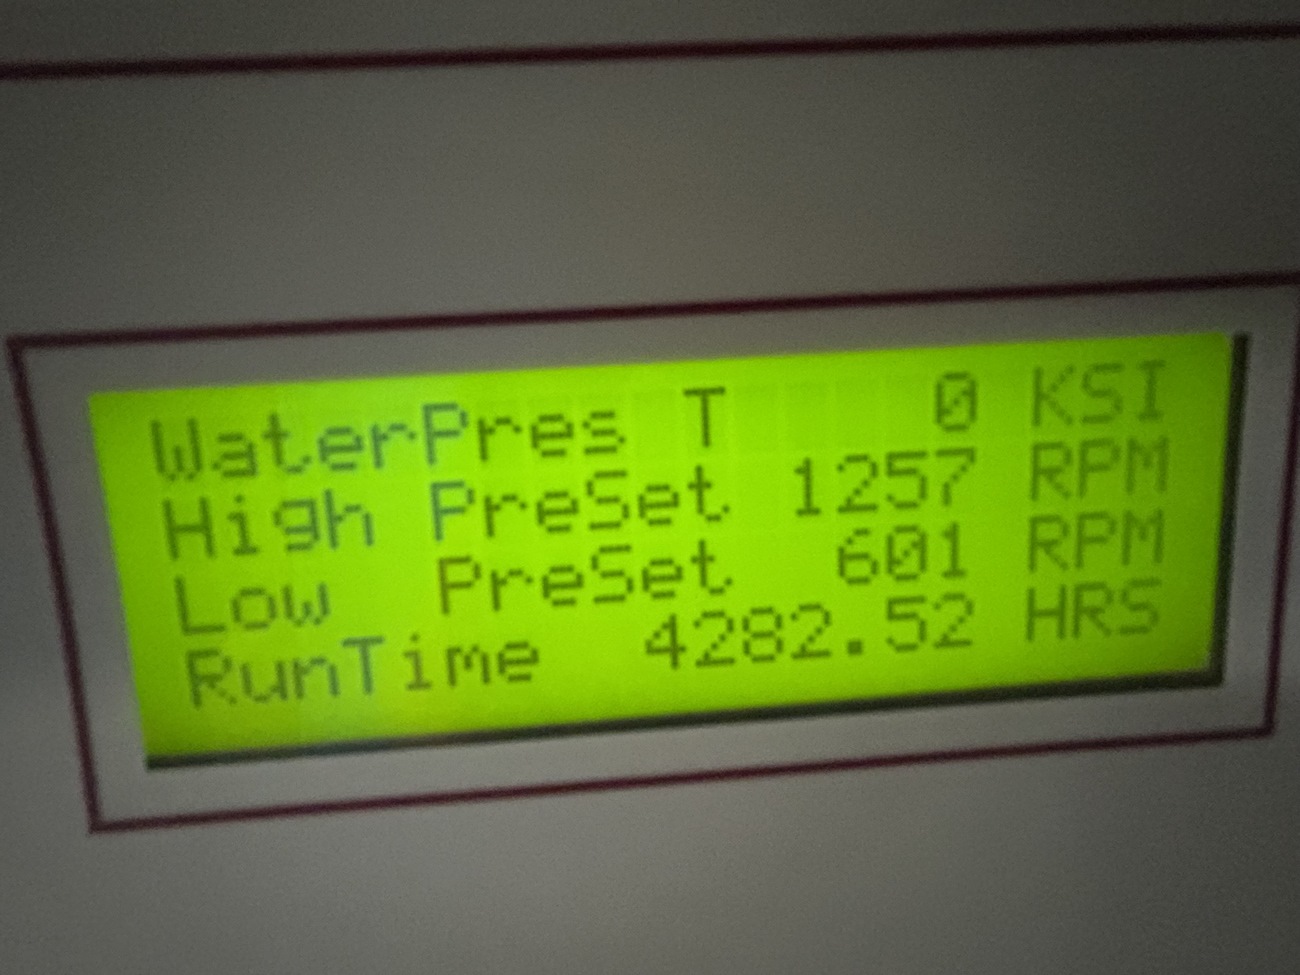 WaterPres T 0 KSI
High PreSet 1257 RPM
Low PreSet 601 RPM
RunTime 4282.52 HRS